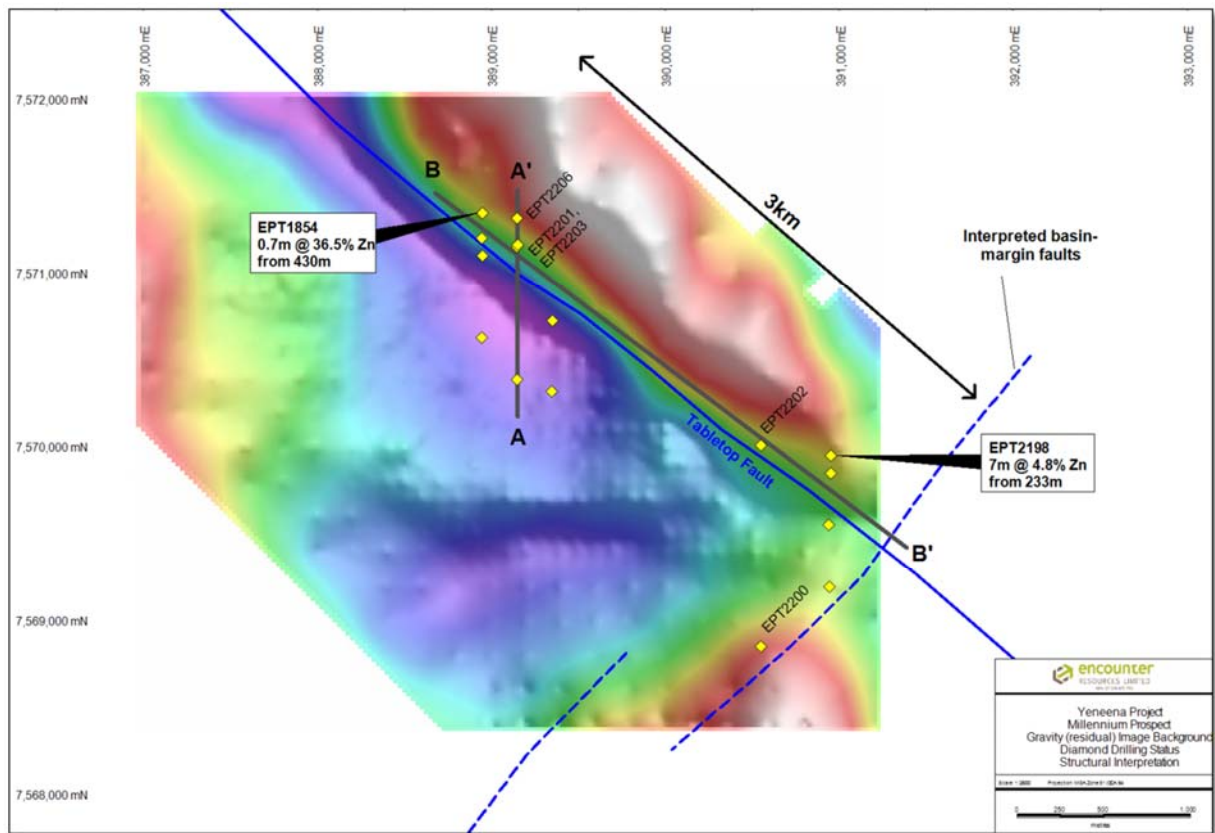 387,000 mE
388,000 mE
389,000 mE
390,000 mE
391,000 mE
392,000 mE
393,000 mE
7,572,000 mN
7,571,000 mN
7,570,000 mN
7,569,000 mN
7,568,000 mN
B
A'
EPT2206
EPT2201,
EPT2203
EPT1854
0.7m @ 36.5% Zn
from 430m
3km
Interpreted basin-
margin faults
A
EPT2202
Tabletop Fault
EPT2198
7m @ 4.8% Zn
from 233m
B'
EPT2200
encounter
RESOURCES LIMITED
Yeneena Project
Millennium Prospect
Gravity (residual) Image Background
Diamond Drilling Status
Structural Interpretation
0 250 500 1,000
metres